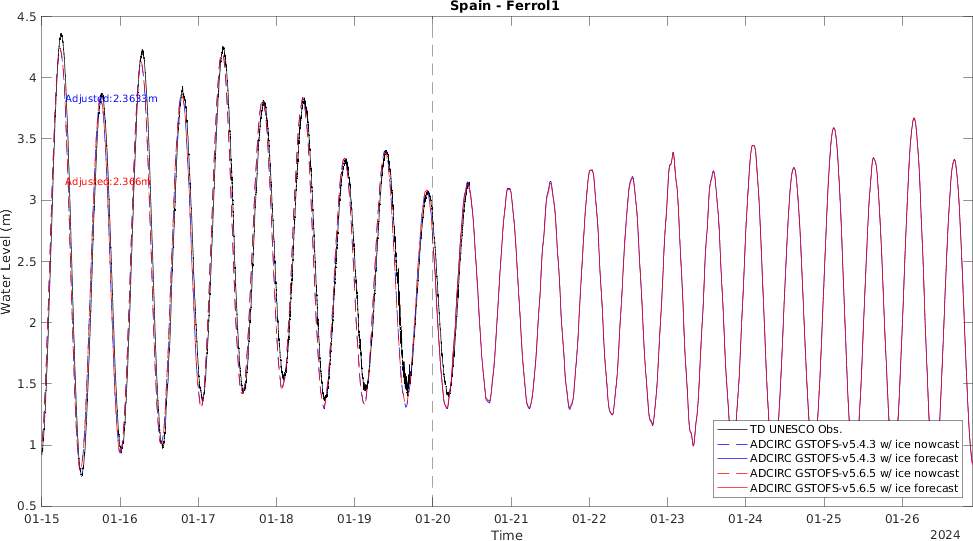 Spain - Ferrol1
4.5
4
3.5
3
2.5
2
1.5
1
0.5
Water Level (m)
Adjusted:2.3633m
Adjusted:2.366m
TD UNESCO Obs.
ADCIRC GSTOFS-v5.4.3 w/ ice nowcast
ADCIRC GSTOFS-v5.4.3 w/ ice forecast
ADCIRC GSTOFS-v5.6.5 w/ ice nowcast
ADCIRC GSTOFS-v5.6.5 w/ ice forecast
01-15 01-16 01-17 01-18 01-19 01-20 01-21 01-22 01-23 01-24 01-25 01-26
Time
2024